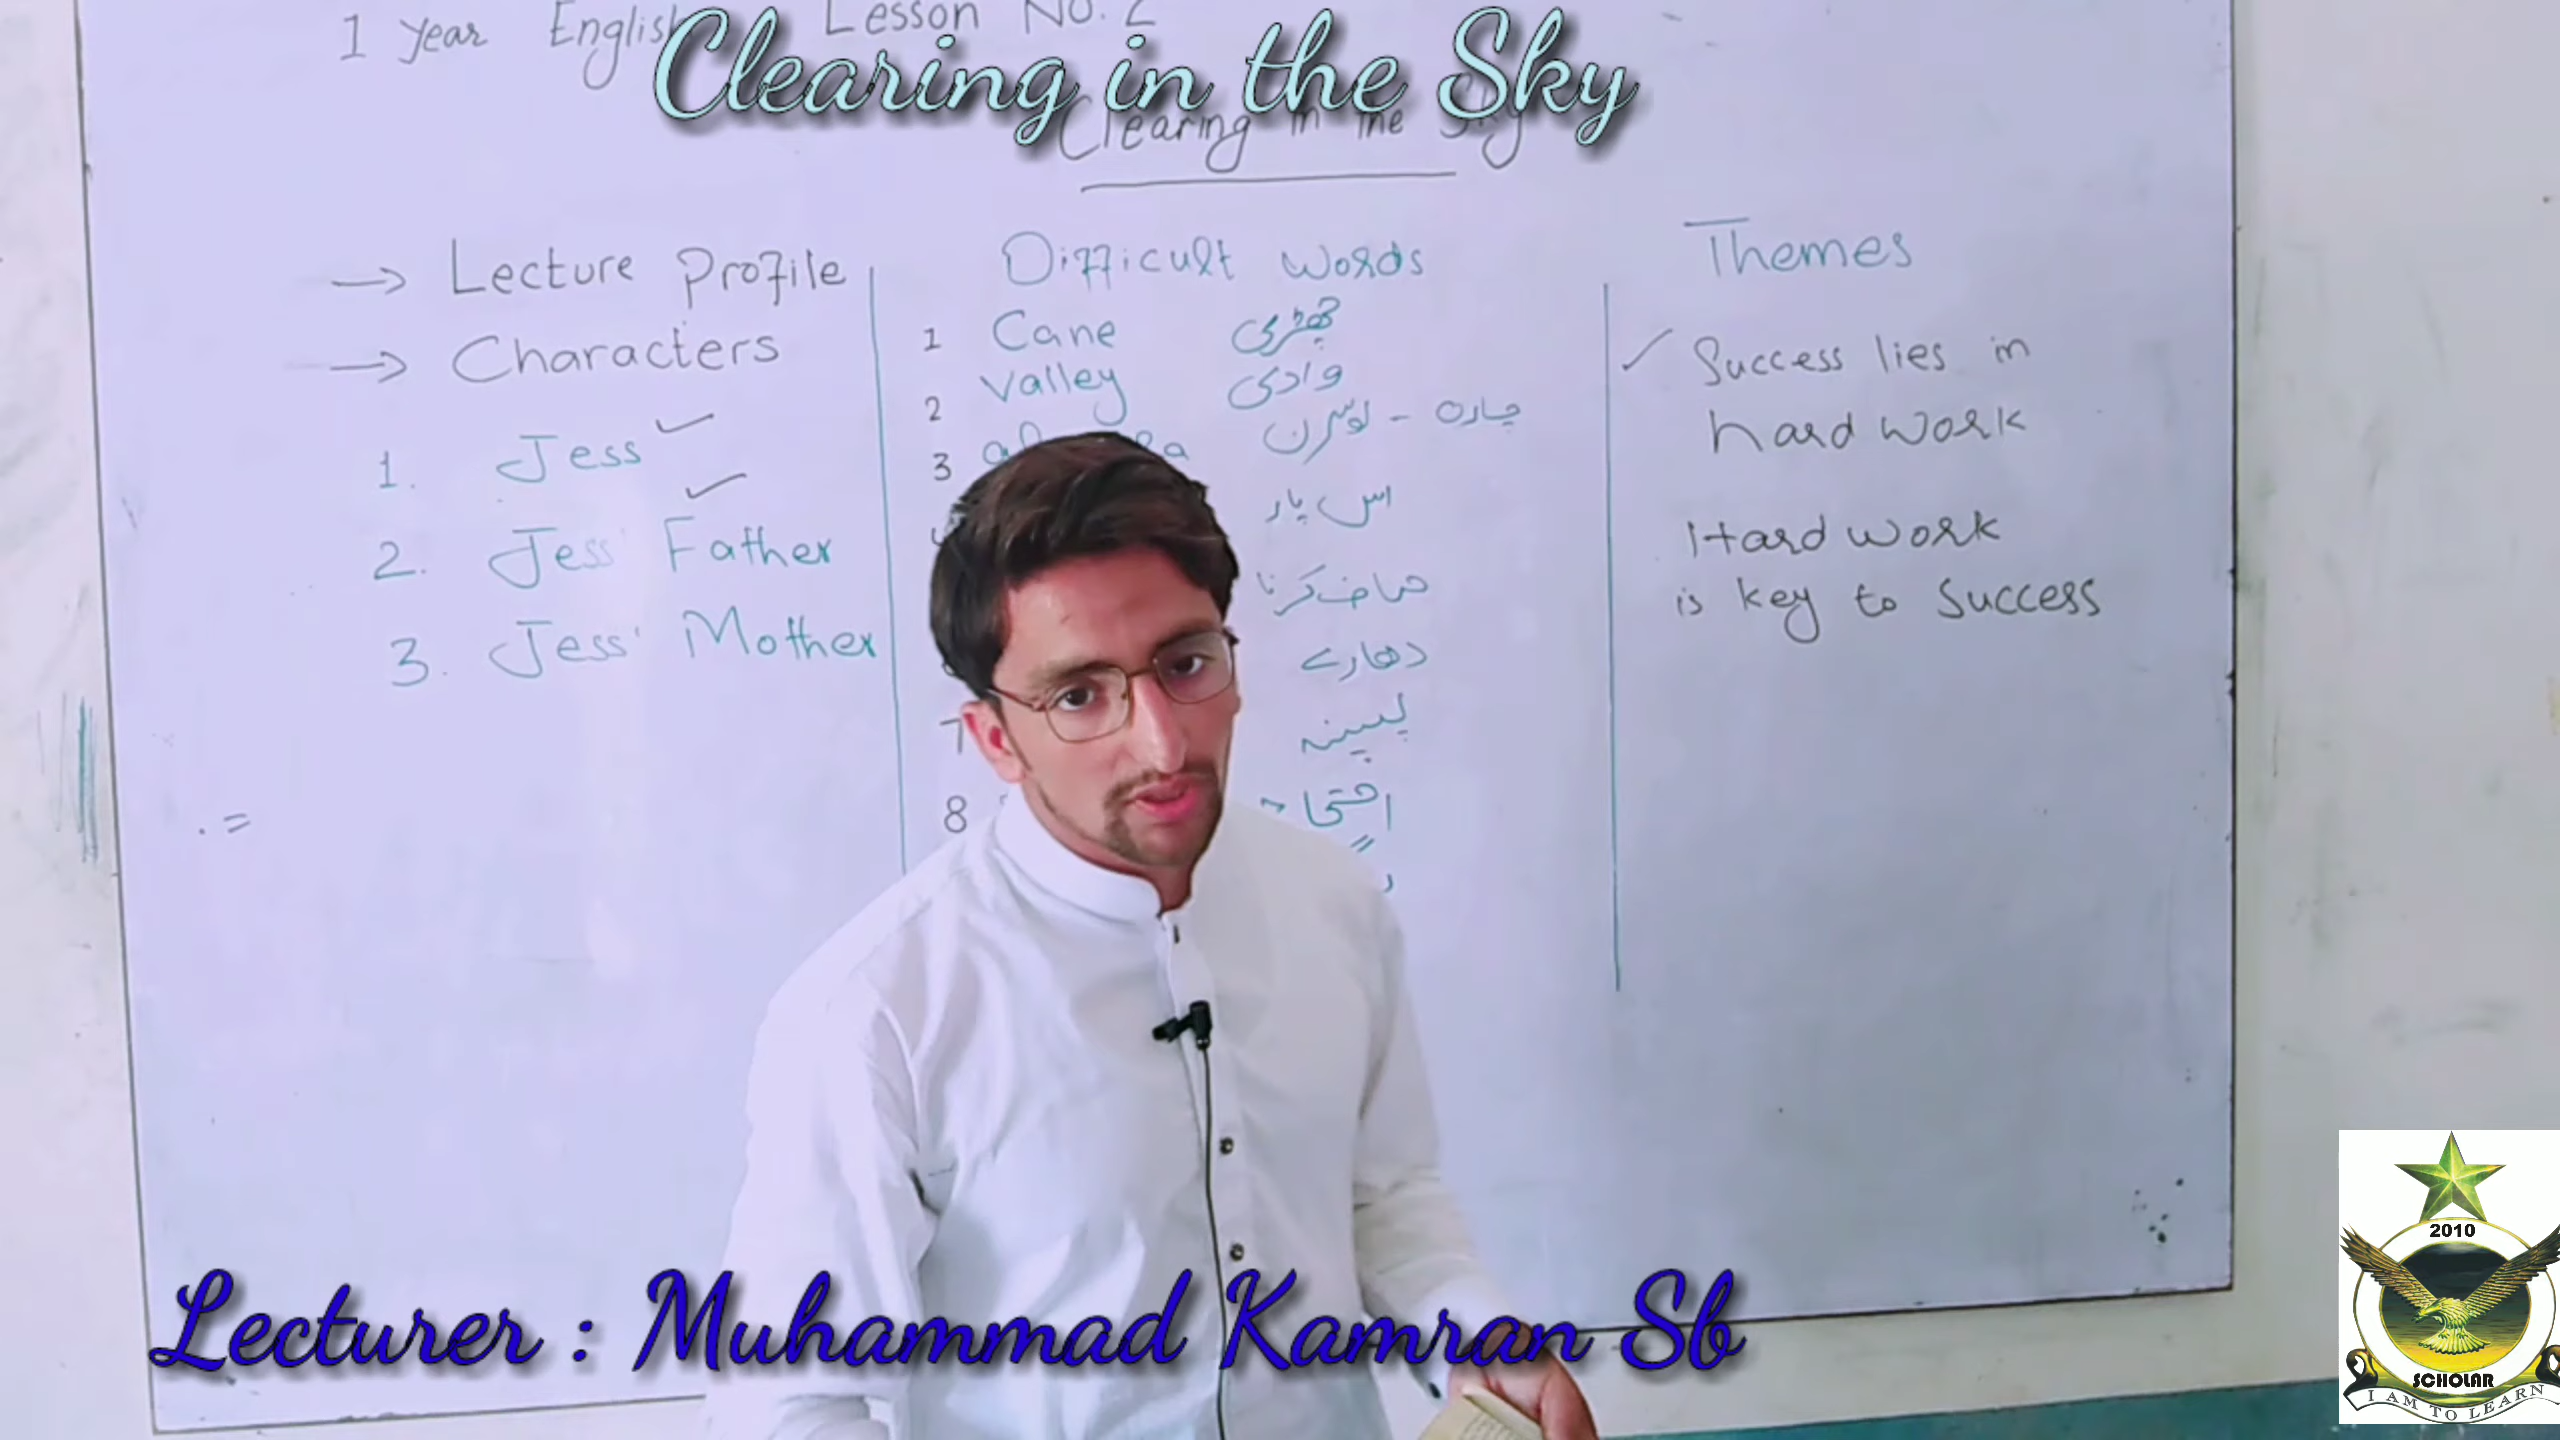 1 Year English Lesson No. 2
Clearing in the Sky
Clearing in the Sky
→ Lecture Profile
→ Characters
1. Jess ✓
2. Jess' Father ✓
3. Jess' Mother
Difficult Words
1 Cane چھڑی
2 Valley وادی
3 لوسرن - چارہ
اس پار
صاف کرنا
دھارے
7 پسینہ
8
Themes
✓ Success lies in
hard work
Hard work
is key to Success
Lecturer : Muhammad Kamran Sb
2010
SCHOLAR
I AM TO LEARN